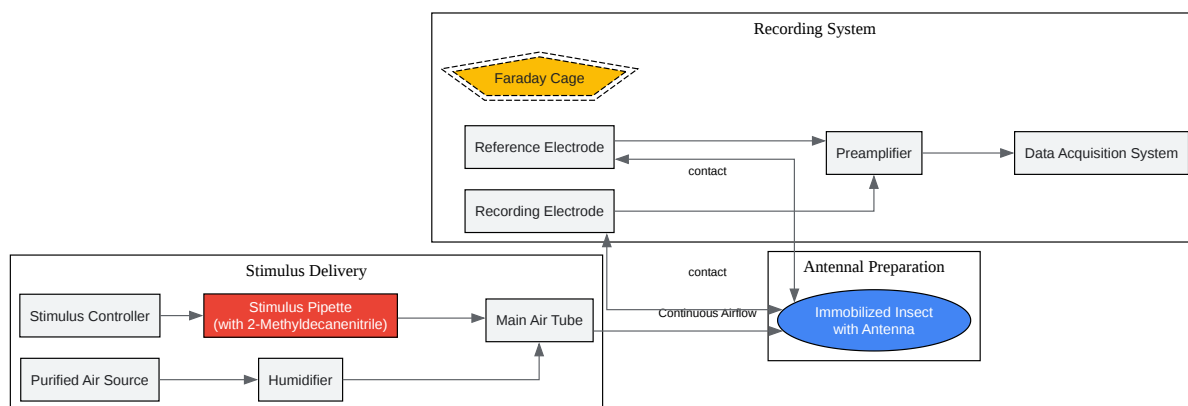 Recording System
Faraday Cage
Reference Electrode
Preamplifier
Data Acquisition System
contact
Recording Electrode
Stimulus Delivery
Antennal Preparation
contact
Stimulus Controller
Stimulus Pipette
(with 2-Methyldecanenitrile)
Main Air Tube
Continuous Airflow
Immobilized Insect
with Antenna
Purified Air Source
Humidifier